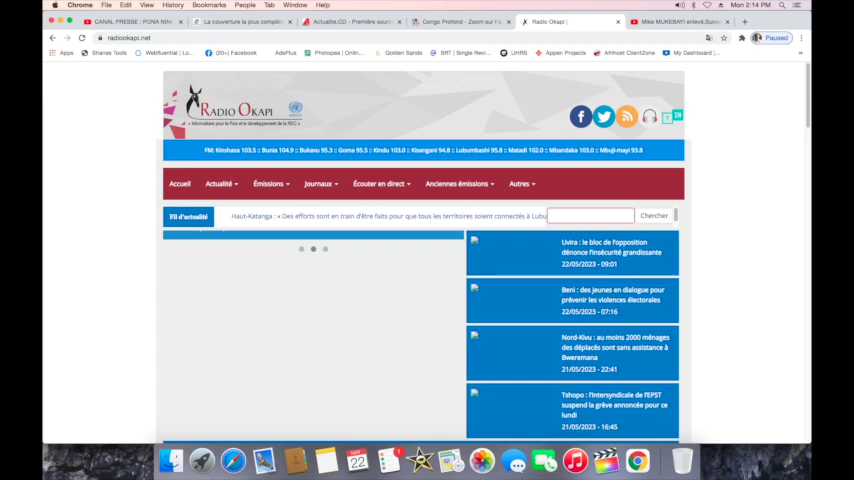 Chrome File Edit View History Bookmarks People Tab Window Help
Mon 2:14 PM
CANAL PRESSE : PONA NINI
La couverture la plus complèt
Actualite.CD - Première sourc
Congo Profond - Zoom sur l'a
Radio Okapi |
Mike MUKEBAYI enlevé,Suivez
radiookapi.net
Paused
Apps
Shanes Tools
Webfluential | Lo...
(20+) Facebook
AdsPlus
Photopea | Onlin...
Golden Sands
SRT | Single Revi...
UHRS
Appen Projects
Afrihost ClientZone
My Dashboard |...
RADIO OKAPI
« Informations pour la Paix et le développement de la RDC »
FM: Kinshasa 103.5 :: Bunia 104.9 :: Bukavu 95.3 :: Goma 95.5 :: Kindu 103.0 :: Kisangani 94.8 :: Lubumbashi 95.8 :: Matadi 102.0 :: Mbandaka 103.0 :: Mbuji-mayi 93.8
Accueil
Actualité
Émissions
Journaux
Écouter en direct
Anciennes émissions
Autres
Fil d'actualité
Haut-Katanga : « Des efforts sont en train d'être faits pour que tous les territoires soient connectés à Lubu
Chercher
Uvira : le bloc de l'opposition
dénonce l'insécurité grandissante
22/05/2023 - 09:01
Beni : des jeunes en dialogue pour
prévenir les violences électorales
22/05/2023 - 07:16
Nord-Kivu : au moins 2000 ménages
des déplacés sont sans assistance à
Bweremana
21/05/2023 - 22:41
Tshopo : l'intersyndicale de l'EPST
suspend la grève annoncée pour ce
lundi
21/05/2023 - 16:45
22
1